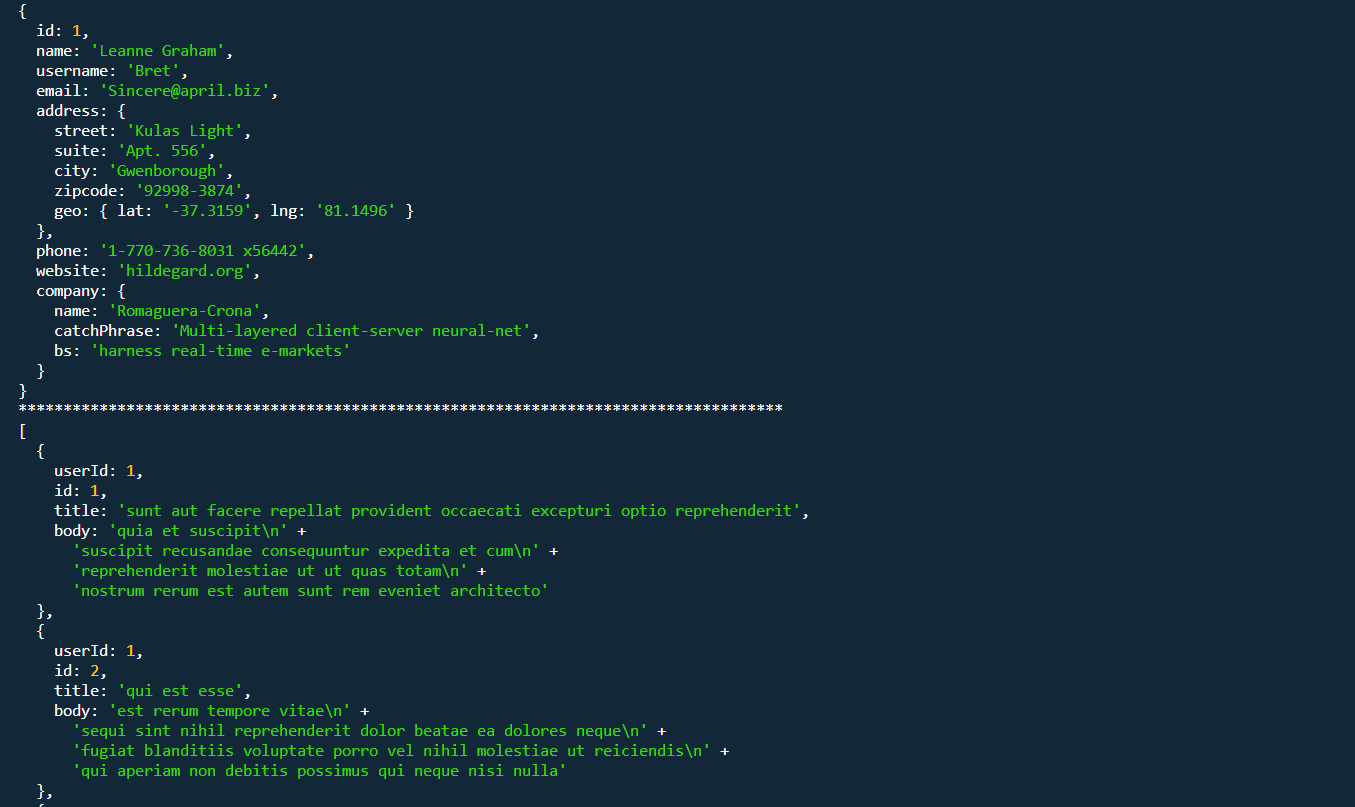 {
  id: 1,
  name: 'Leanne Graham',
  username: 'Bret',
  email: 'Sincere@april.biz',
  address: {
    street: 'Kulas Light',
    suite: 'Apt. 556',
    city: 'Gwenborough',
    zipcode: '92998-3874',
    geo: { lat: '-37.3159', lng: '81.1496' }
  },
  phone: '1-770-736-8031 x56442',
  website: 'hildegard.org',
  company: {
    name: 'Romaguera-Crona',
    catchPhrase: 'Multi-layered client-server neural-net',
    bs: 'harness real-time e-markets'
  }
}
*************************************************************************************
[
  {
    userId: 1,
    id: 1,
    title: 'sunt aut facere repellat provident occaecati excepturi optio reprehenderit',
    body: 'quia et suscipit\n' +
      'suscipit recusandae consequuntur expedita et cum\n' +
      'reprehenderit molestiae ut ut quas totam\n' +
      'nostrum rerum est autem sunt rem eveniet architecto'
  },
  {
    userId: 1,
    id: 2,
    title: 'qui est esse',
    body: 'est rerum tempore vitae\n' +
      'sequi sint nihil reprehenderit dolor beatae ea dolores neque\n' +
      'fugiat blanditiis voluptate porro vel nihil molestiae ut reiciendis\n' +
      'qui aperiam non debitis possimus qui neque nisi nulla'
  },